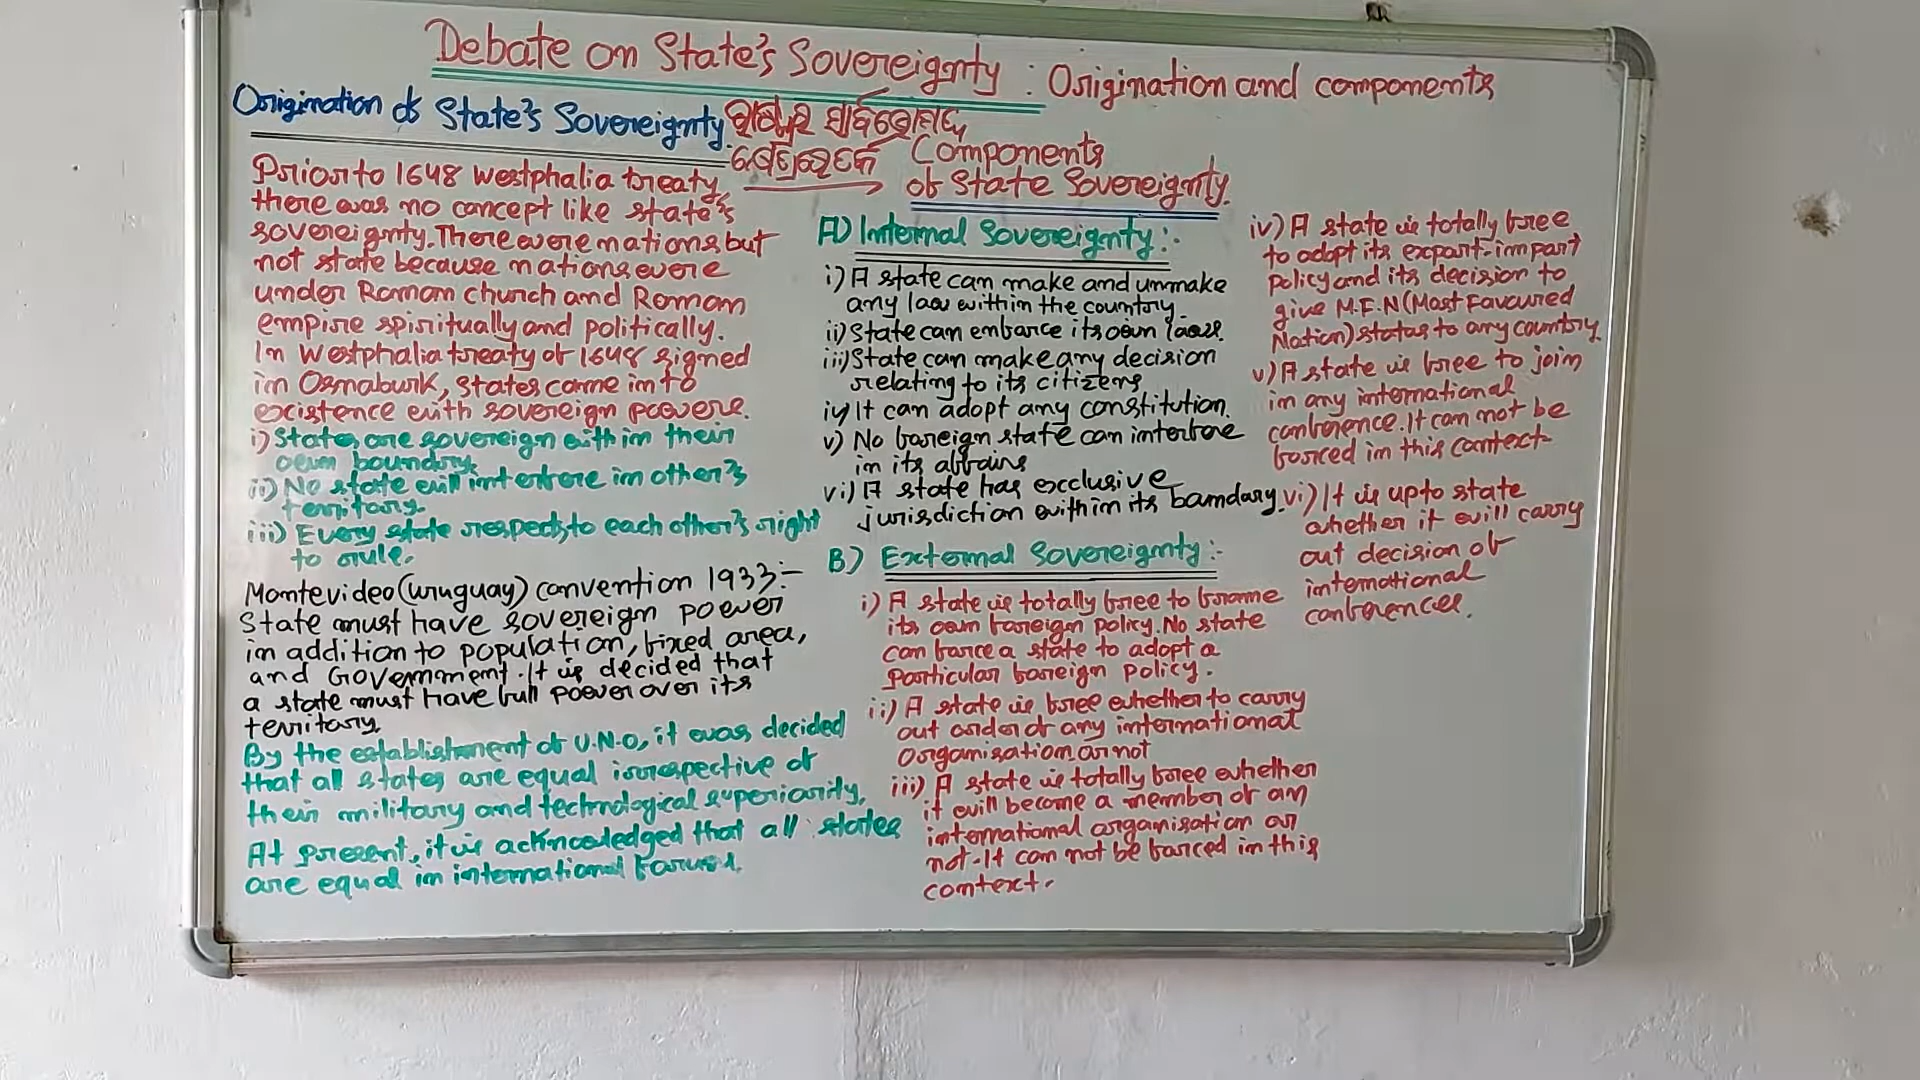 Debate on State's Sovereignty : Origination and components
Origination of State's Sovereignty.
ରାଷ୍ଟ୍ରର ସାର୍ବଭୌମତ୍ୱ
Prior to 1648 Westphalia treaty,
there was no concept like state's
sovereignty. There were nations but
not state because nations were
under Roman church and Roman
empire spiritually and politically.
In Westphalia treaty of 1648 signed
in Osnaburk, states came into
existence with sovereign powers.
i) States are sovereign within their
own boundary.
ii) No state will interfere in other's
territory.
iii) Every state respects to each other's right
to rule.
Montevideo (Uruguay) convention 1933:-
State must have sovereign power
in addition to population, fixed area,
and Government. It is decided that
a state must have full power over its
territory.
By the establishment of U.N.O, it was decided
that all states are equal irrespective of
their military and technological superiority.
At present, it is acknowledged that all states
are equal in international forums.
Components
of State Sovereignty.
A) Internal Sovereignty:-
i) A state can make and unmake
any law within the country.
ii) State can enforce its own laws.
iii) State can make any decision
relating to its citizens
iv) It can adopt any constitution.
v) No foreign state can interfere
in its affairs
vi) A state has exclusive
jurisdiction within its boundary.
B) External Sovereignty:-
i) A state is totally free to frame
its own foreign policy. No state
can force a state to adopt a
particular foreign policy.
ii) A state is free whether to carry
out order of any international
organisation or not
iii) A state is totally free whether
it will become a member of an
international organisation or
not. It can not be forced in this
context.
iv) A state is totally free
to adopt its export-import
policy and its decision to
give M.F.N (Most Favoured
Nation) status to any country.
v) A state is free to join
in any international
conference. It can not be
forced in this context
vi) It is upto state
whether it will carry
out decision of
international
conferences.